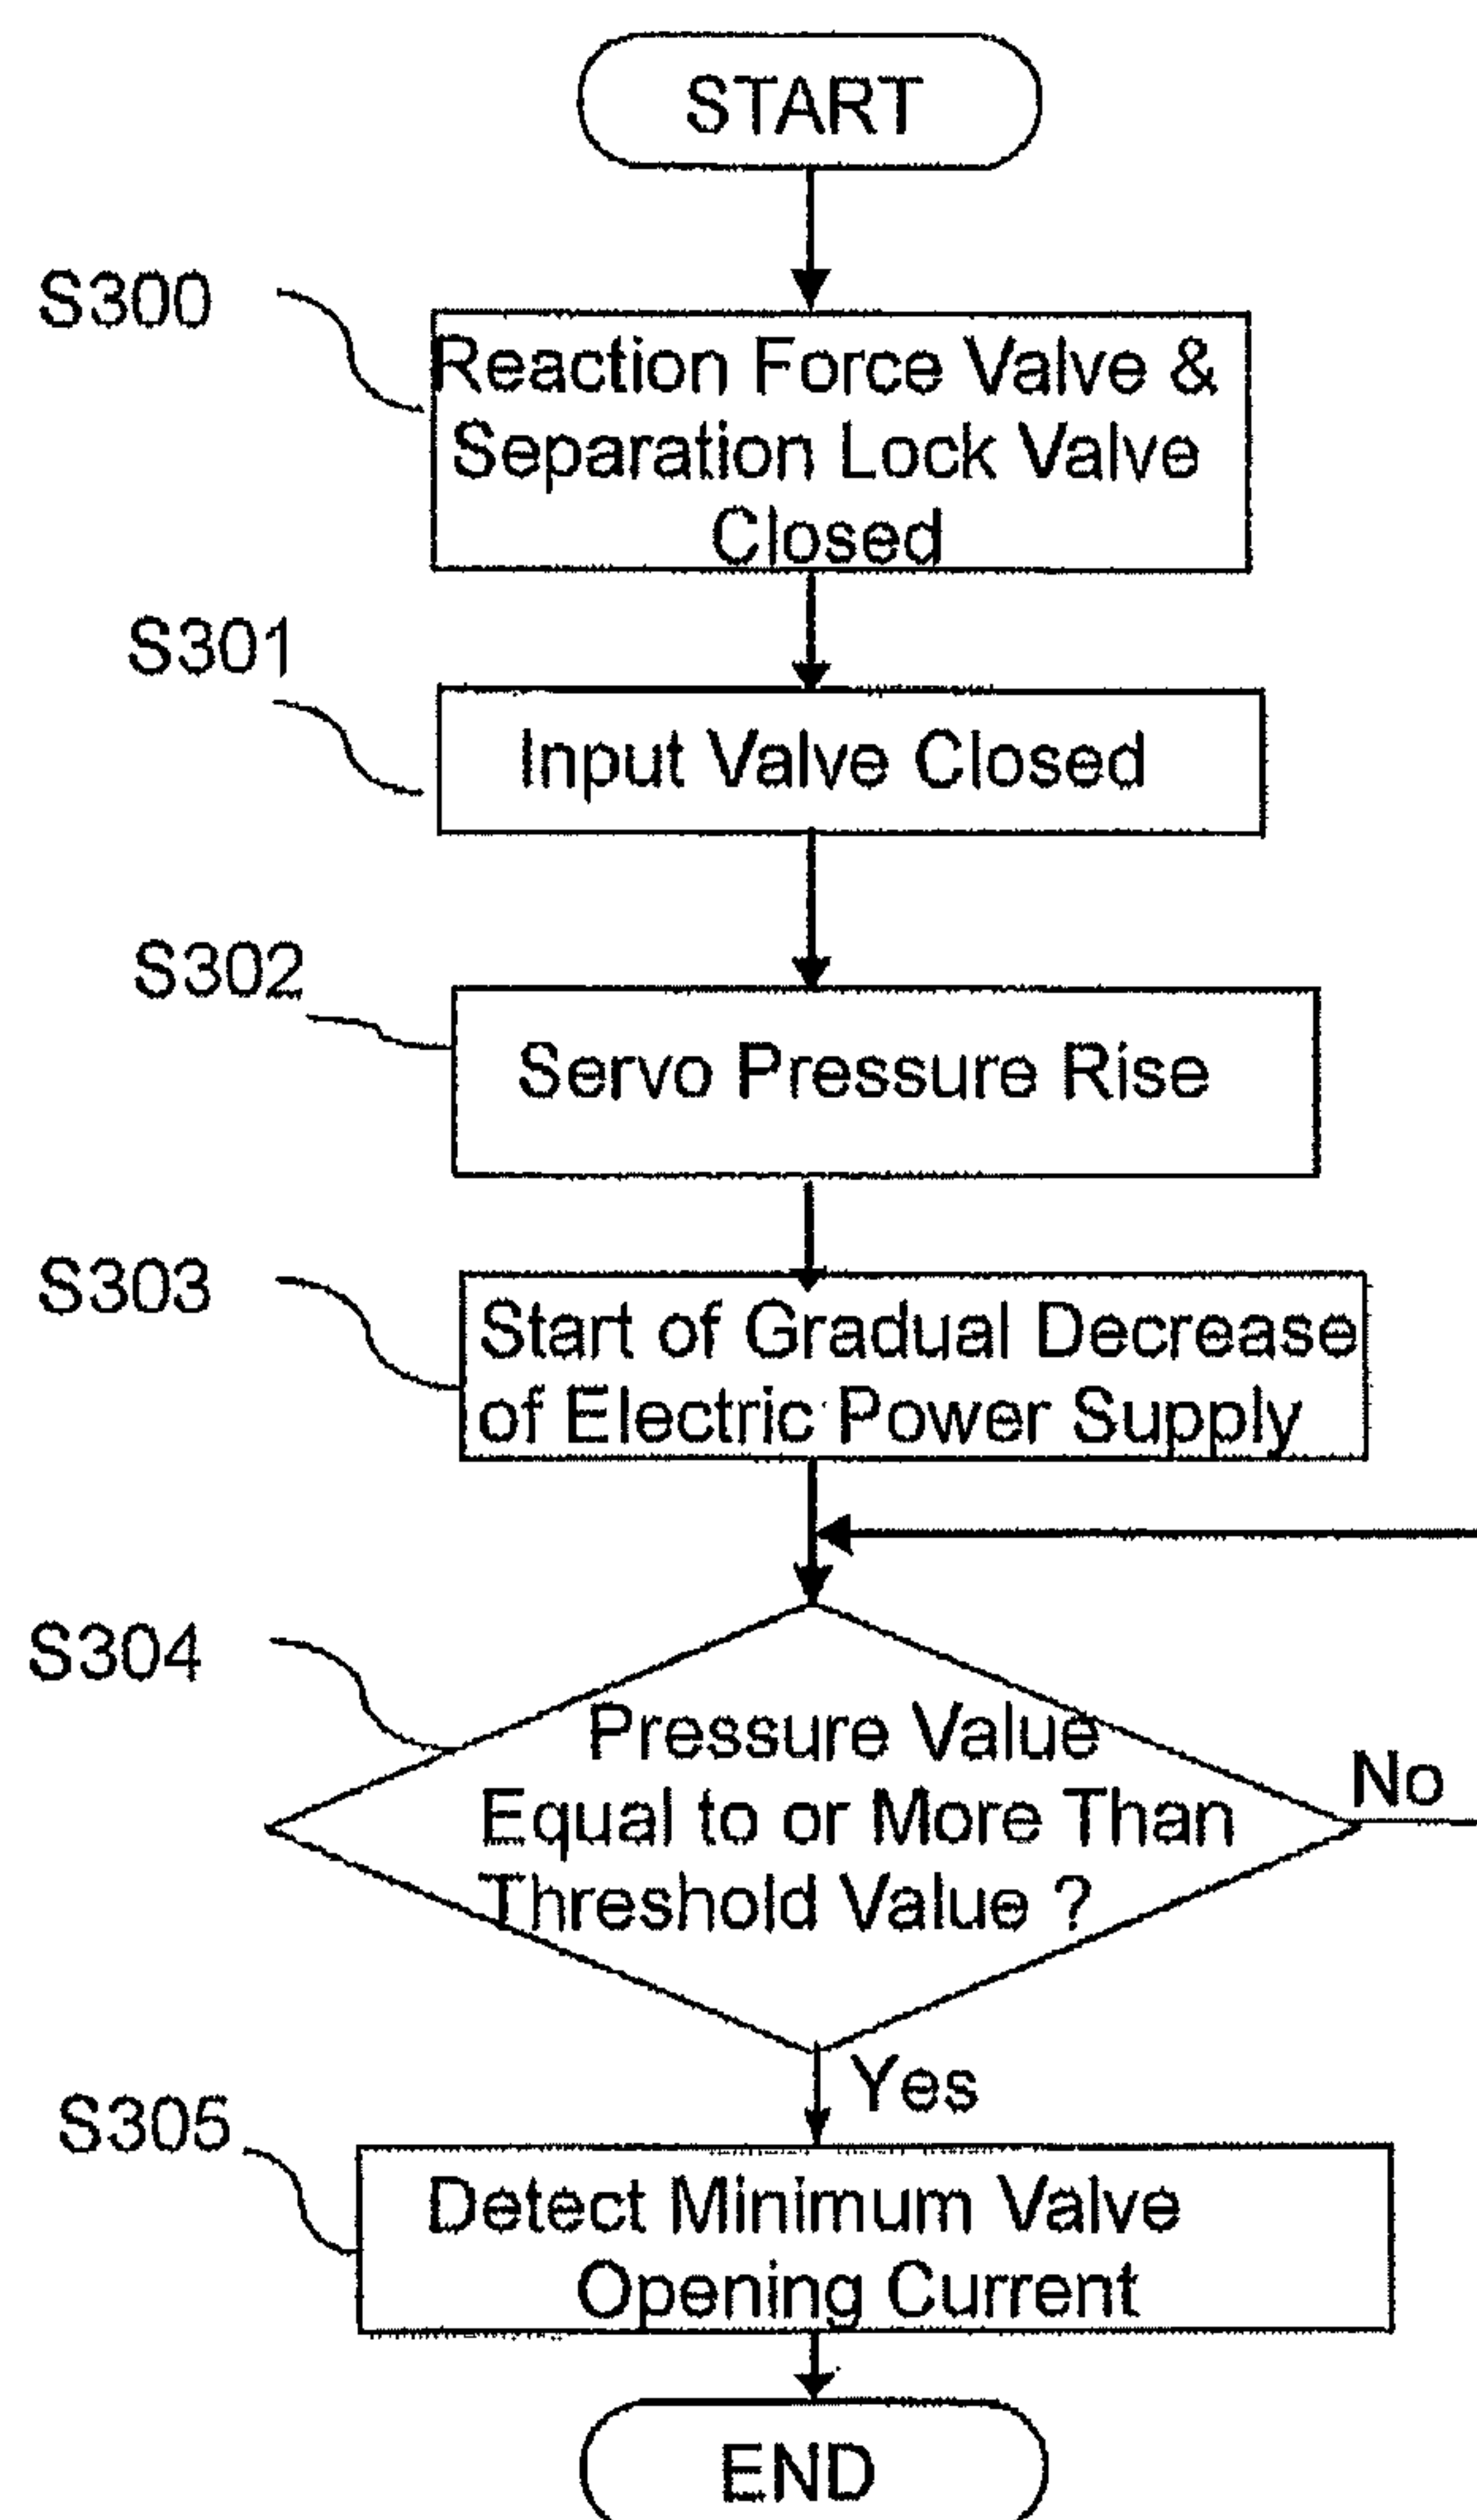 START
S300
Reaction Force Valve &
Separation Lock Valve
Closed
S301
Input Valve Closed
S302
Servo Pressure Rise
S303
Start of Gradual Decrease
of Electric Power Supply
S304
Pressure Value
Equal to or More Than
Threshold Value ?
No
Yes
S305
Detect Minimum Valve
Opening Current
END